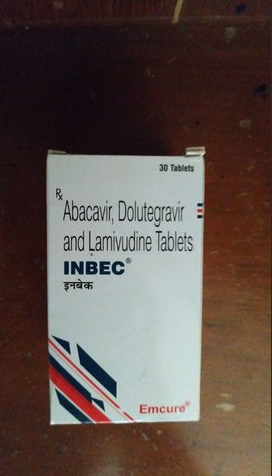 30 Tablets
Rx
Abacavir, Dolutegravir
and Lamivudine Tablets
INBEC®
इनबेक
Emcure®